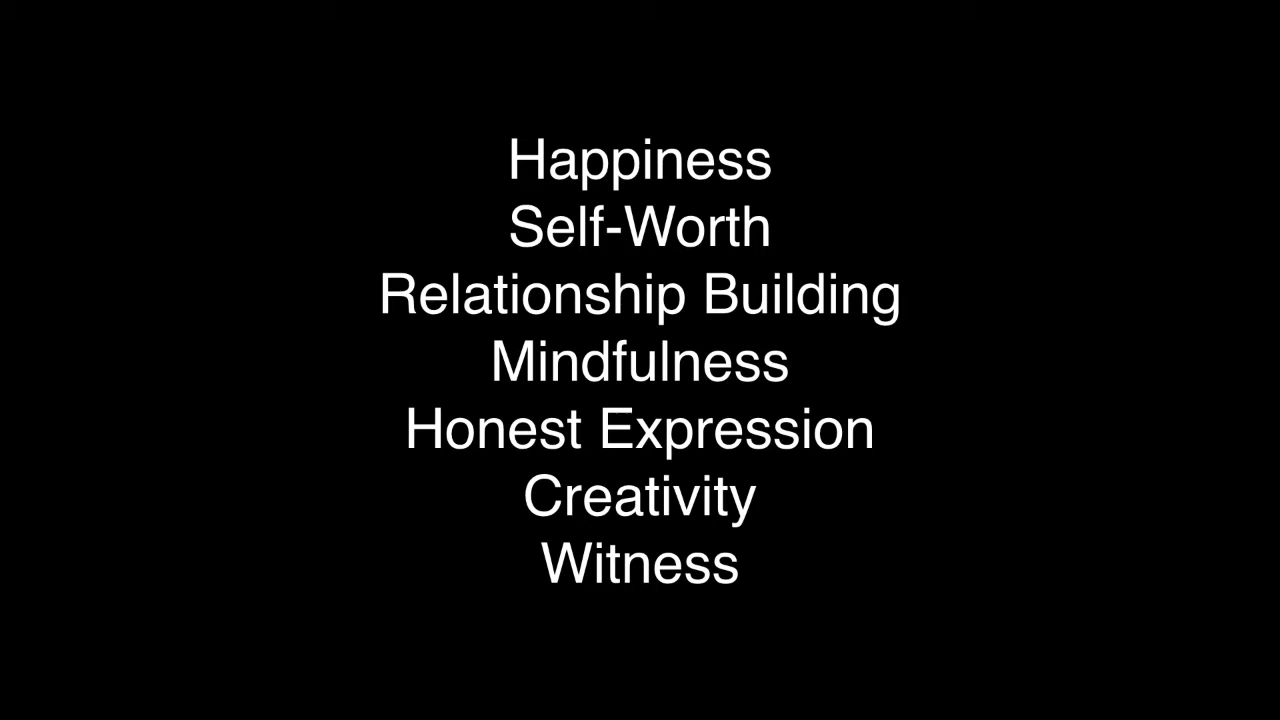 Happiness
Self-Worth
Relationship Building
Mindfulness
Honest Expression
Creativity
Witness